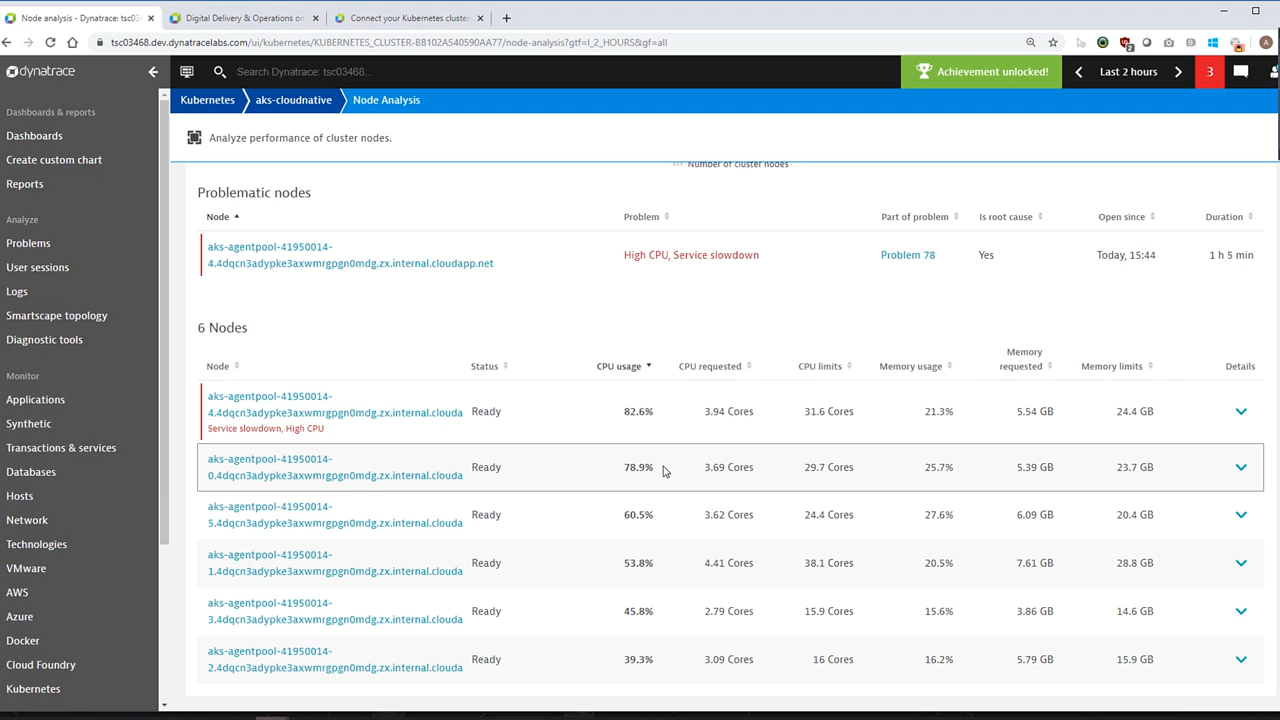 Node analysis - Dynatrace: tsc03
Digital Delivery & Operations on
Connect your Kubernetes cluster
tsc03468.dev.dynatracelabs.com/ui/kubernetes/KUBERNETES_CLUSTER-BB102A540590AA77/node-analysis?gtf=l_2_HOURS&gf=all
dynatrace
Search Dynatrace: tsc03468...
Achievement unlocked!
Last 2 hours
3
Kubernetes
aks-cloudnative
Node Analysis
Analyze performance of cluster nodes.
Dashboards & reports
Dashboards
Create custom chart
Reports
Analyze
Problems
User sessions
Logs
Smartscape topology
Diagnostic tools
Monitor
Applications
Synthetic
Transactions & services
Databases
Hosts
Network
Technologies
VMware
AWS
Azure
Docker
Cloud Foundry
Kubernetes
Number of cluster nodes
Problematic nodes
Node Problem Part of problem Is root cause Open since Duration
aks-agentpool-41950014-
4.4dqcn3adypke3axwmrgpgn0mdg.zx.internal.cloudapp.net
High CPU, Service slowdown Problem 78 Yes Today, 15:44 1 h 5 min
6 Nodes
Node Status CPU usage CPU requested CPU limits Memory usage Memory requested Memory limits Details
aks-agentpool-41950014-
4.4dqcn3adypke3axwmrgpgn0mdg.zx.internal.clouda
Service slowdown, High CPU
Ready 82.6% 3.94 Cores 31.6 Cores 21.3% 5.54 GB 24.4 GB
aks-agentpool-41950014-
0.4dqcn3adypke3axwmrgpgn0mdg.zx.internal.clouda
Ready 78.9% 3.69 Cores 29.7 Cores 25.7% 5.39 GB 23.7 GB
aks-agentpool-41950014-
5.4dqcn3adypke3axwmrgpgn0mdg.zx.internal.clouda
Ready 60.5% 3.62 Cores 24.4 Cores 27.6% 6.09 GB 20.4 GB
aks-agentpool-41950014-
1.4dqcn3adypke3axwmrgpgn0mdg.zx.internal.clouda
Ready 53.8% 4.41 Cores 38.1 Cores 20.5% 7.61 GB 28.8 GB
aks-agentpool-41950014-
3.4dqcn3adypke3axwmrgpgn0mdg.zx.internal.clouda
Ready 45.8% 2.79 Cores 15.9 Cores 15.6% 3.86 GB 14.6 GB
aks-agentpool-41950014-
2.4dqcn3adypke3axwmrgpgn0mdg.zx.internal.clouda
Ready 39.3% 3.09 Cores 16 Cores 16.2% 5.79 GB 15.9 GB